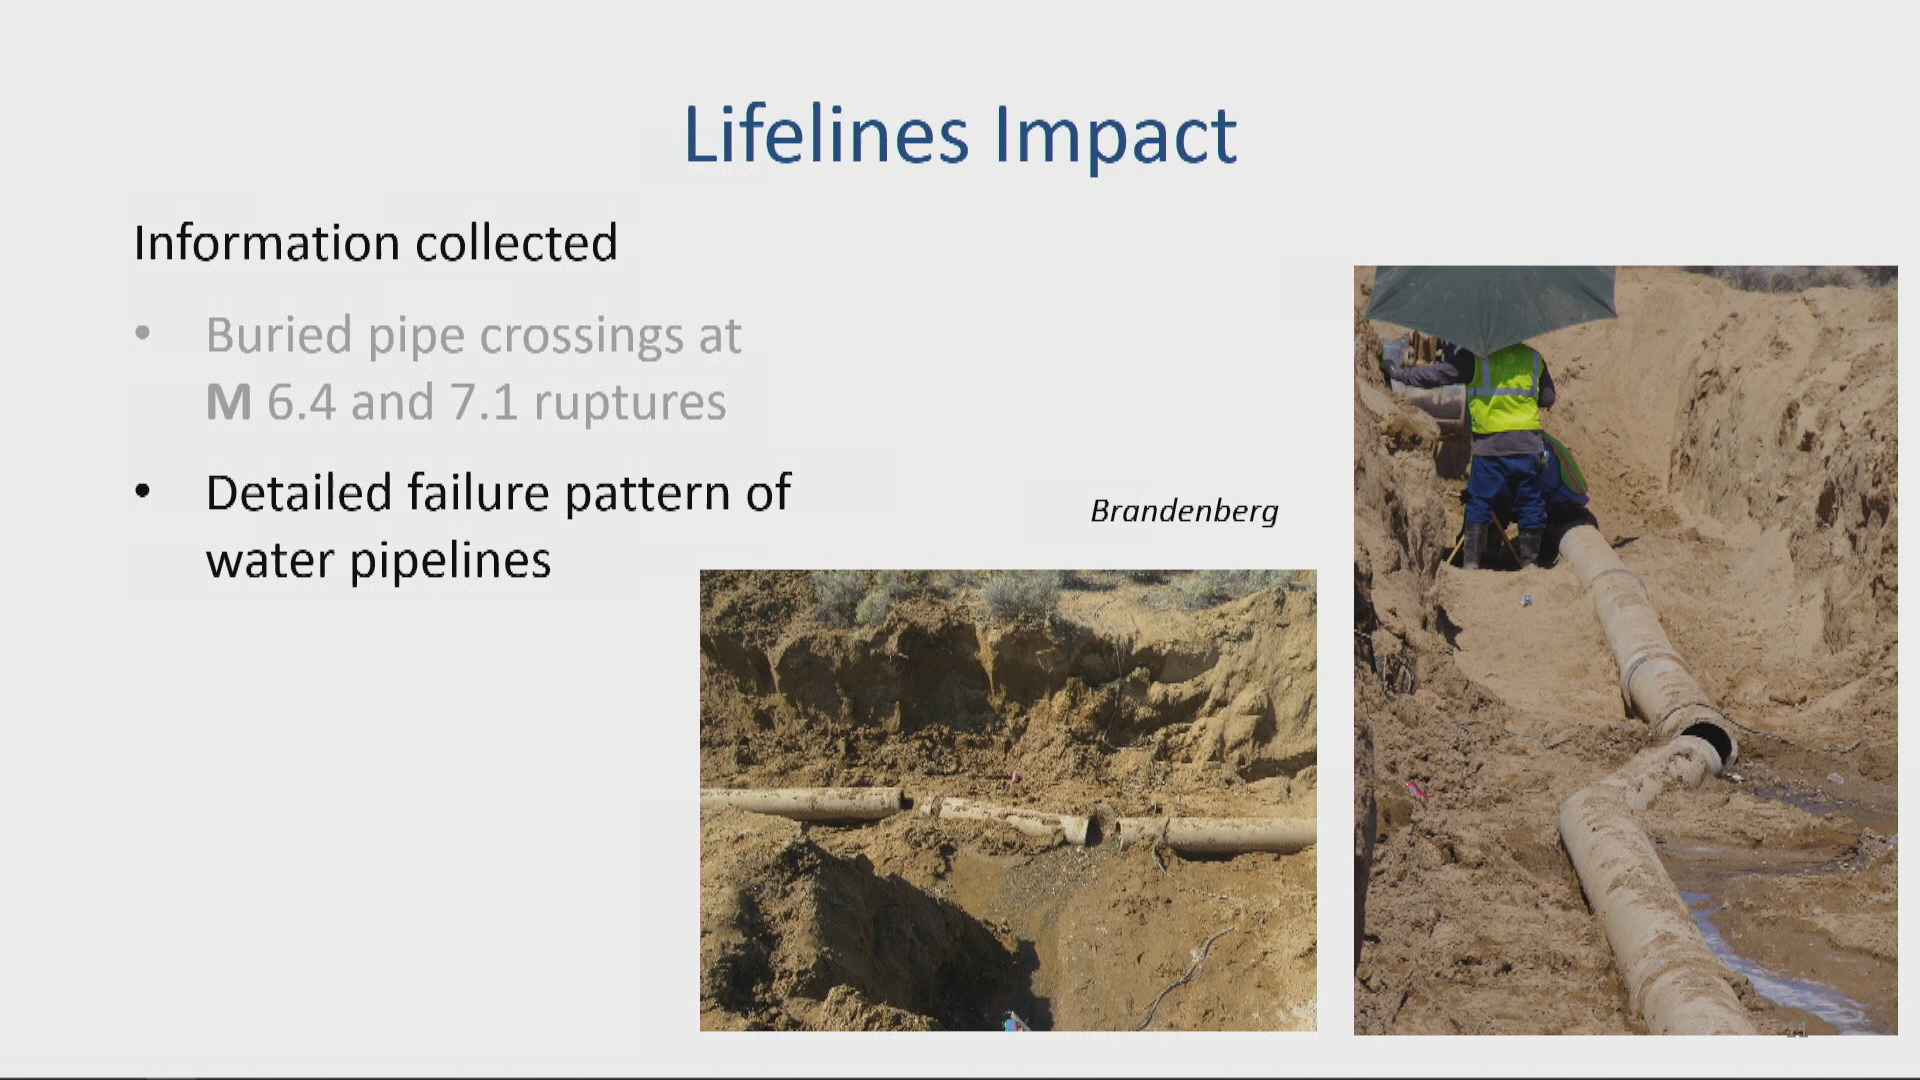 Lifelines Impact
Information collected
• Buried pipe crossings at
M 6.4 and 7.1 ruptures
• Detailed failure pattern of
water pipelines
Brandenberg
11